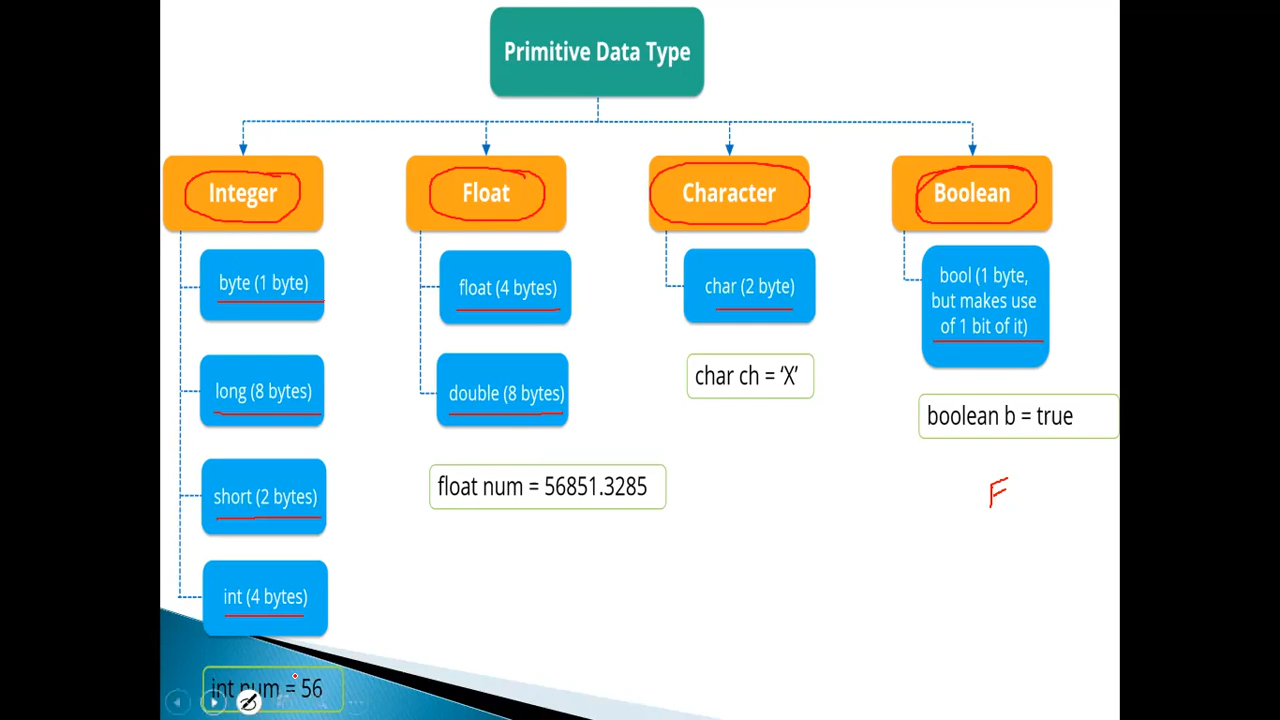 Primitive Data Type
Integer
Float
Character
Boolean
byte (1 byte)
long (8 bytes)
short (2 bytes)
int (4 bytes)
int num = 56
float (4 bytes)
double (8 bytes)
float num = 56851.3285
char (2 byte)
char ch = ‘X’
bool (1 byte,
but makes use
of 1 bit of it)
boolean b = true
F